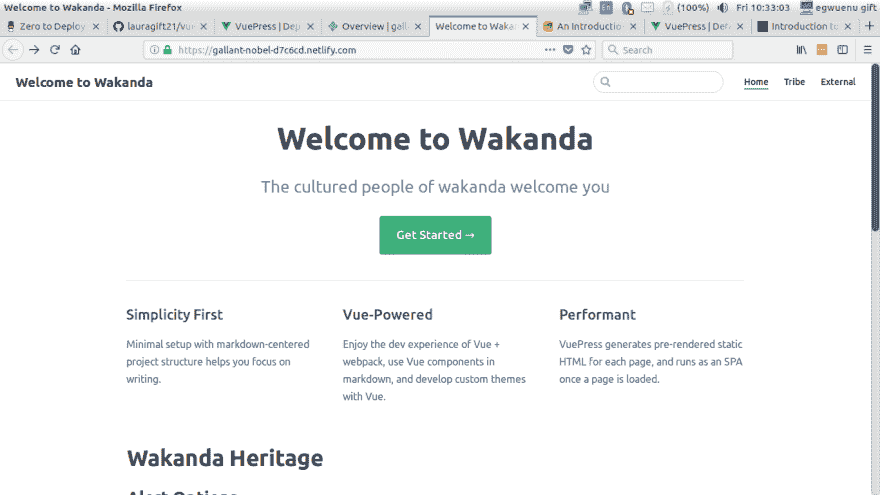 Welcome to Wakanda - Mozilla Firefox
En
(100%)
Fri 10:33:03
egwuenu gift
Zero to Deploy
lauragift21/vue
VuePress | Dep
Overview | gall
Welcome to Waka
An Introduction
VuePress | Def
Introduction to
https://gallant-nobel-d7c6cd.netlify.com
Search
Welcome to Wakanda
Home
Tribe
External
Welcome to Wakanda
The cultured people of wakanda welcome you
Get Started →
Simplicity First
Minimal setup with markdown-centered
project structure helps you focus on
writing.
Vue-Powered
Enjoy the dev experience of Vue +
webpack, use Vue components in
markdown, and develop custom themes
with Vue.
Performant
VuePress generates pre-rendered static
HTML for each page, and runs as an SPA
once a page is loaded.
Wakanda Heritage